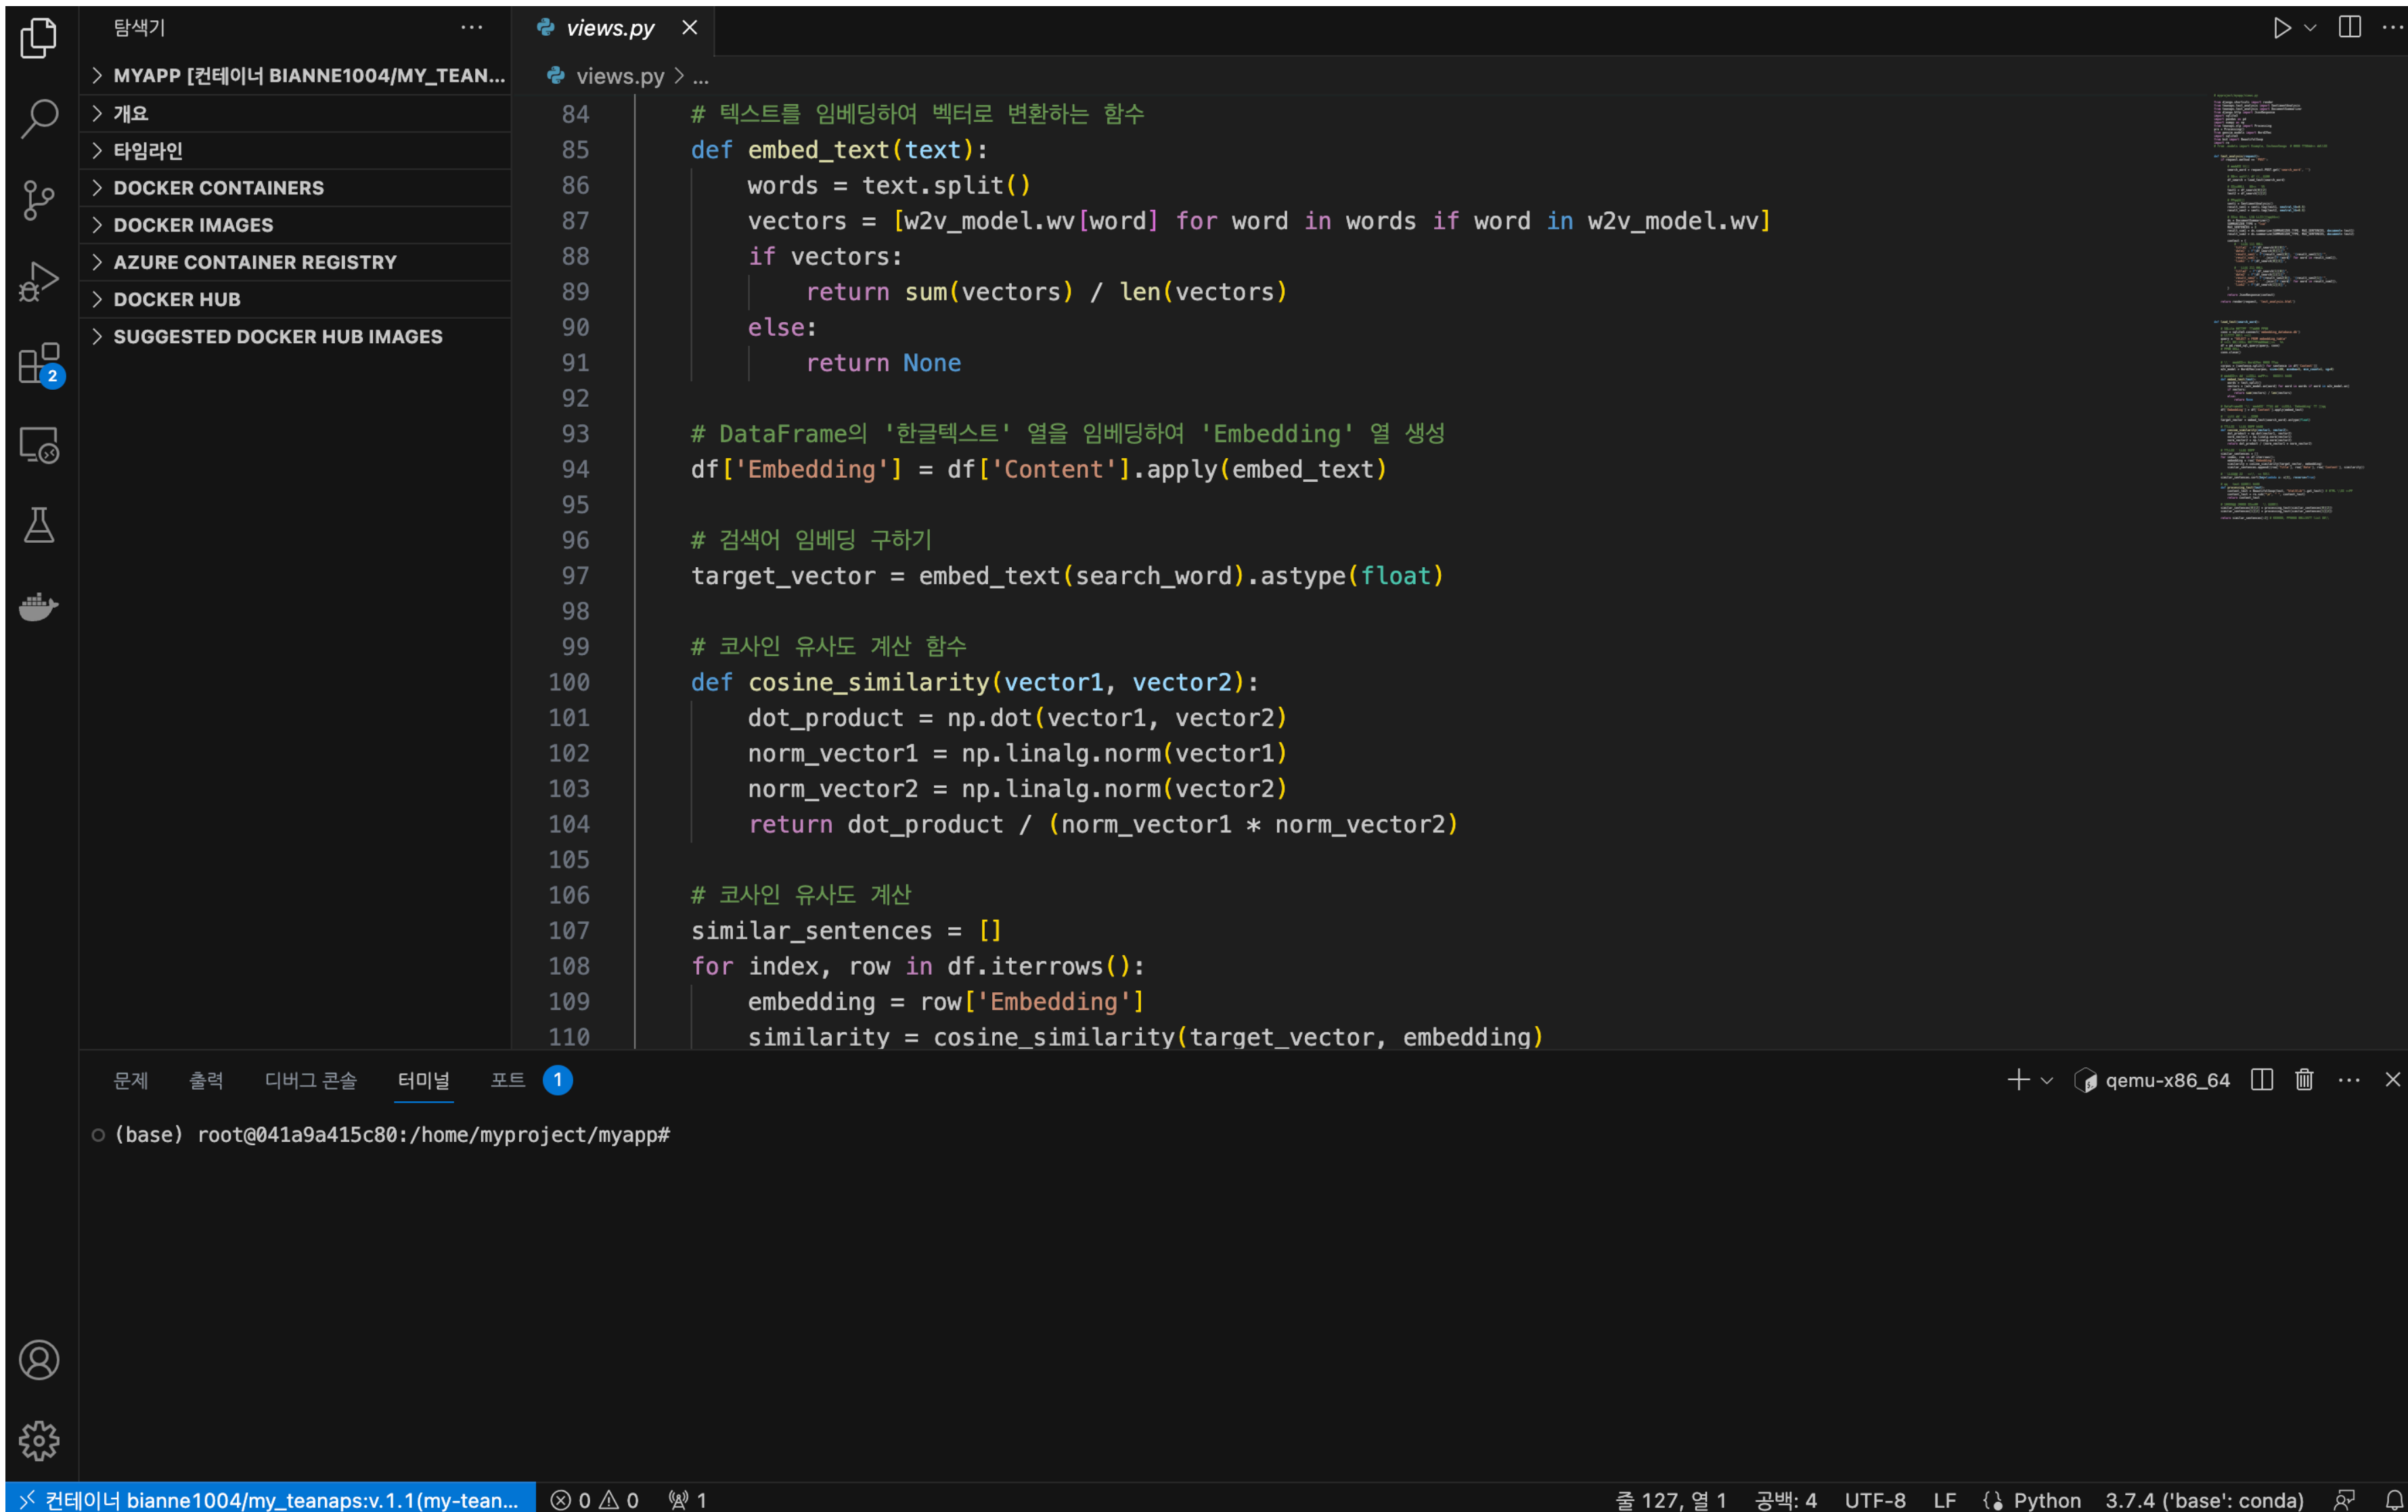 탐색기
MYAPP [컨테이너 BIANNE1004/MY_TEAN...
개요
타임라인
DOCKER CONTAINERS
DOCKER IMAGES
AZURE CONTAINER REGISTRY
DOCKER HUB
SUGGESTED DOCKER HUB IMAGES
2
views.py
views.py > ...
84 # 텍스트를 임베딩하여 벡터로 변환하는 함수
85 def embed_text(text):
86 words = text.split()
87 vectors = [w2v_model.wv[word] for word in words if word in w2v_model.wv]
88 if vectors:
89 return sum(vectors) / len(vectors)
90 else:
91 return None
92
93 # DataFrame의 '한글텍스트' 열을 임베딩하여 'Embedding' 열 생성
94 df['Embedding'] = df['Content'].apply(embed_text)
95
96 # 검색어 임베딩 구하기
97 target_vector = embed_text(search_word).astype(float)
98
99 # 코사인 유사도 계산 함수
100 def cosine_similarity(vector1, vector2):
101 dot_product = np.dot(vector1, vector2)
102 norm_vector1 = np.linalg.norm(vector1)
103 norm_vector2 = np.linalg.norm(vector2)
104 return dot_product / (norm_vector1 * norm_vector2)
105
106 # 코사인 유사도 계산
107 similar_sentences = []
108 for index, row in df.iterrows():
109 embedding = row['Embedding']
110 similarity = cosine_similarity(target_vector, embedding)
문제 출력 디버그 콘솔 터미널 포트 1
qemu-x86_64
(base) root@041a9a415c80:/home/myproject/myapp#
컨테이너 bianne1004/my_teanaps:v.1.1(my-tean... 0 0 1
줄 127, 열 1 공백: 4 UTF-8 LF Python 3.7.4 ('base': conda)